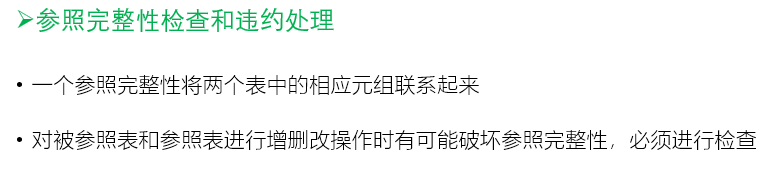 ➢参照完整性检查和违约处理
• 一个参照完整性将两个表中的相应元组联系起来
• 对被参照表和参照表进行增删改操作时有可能破坏参照完整性，必须进行检查